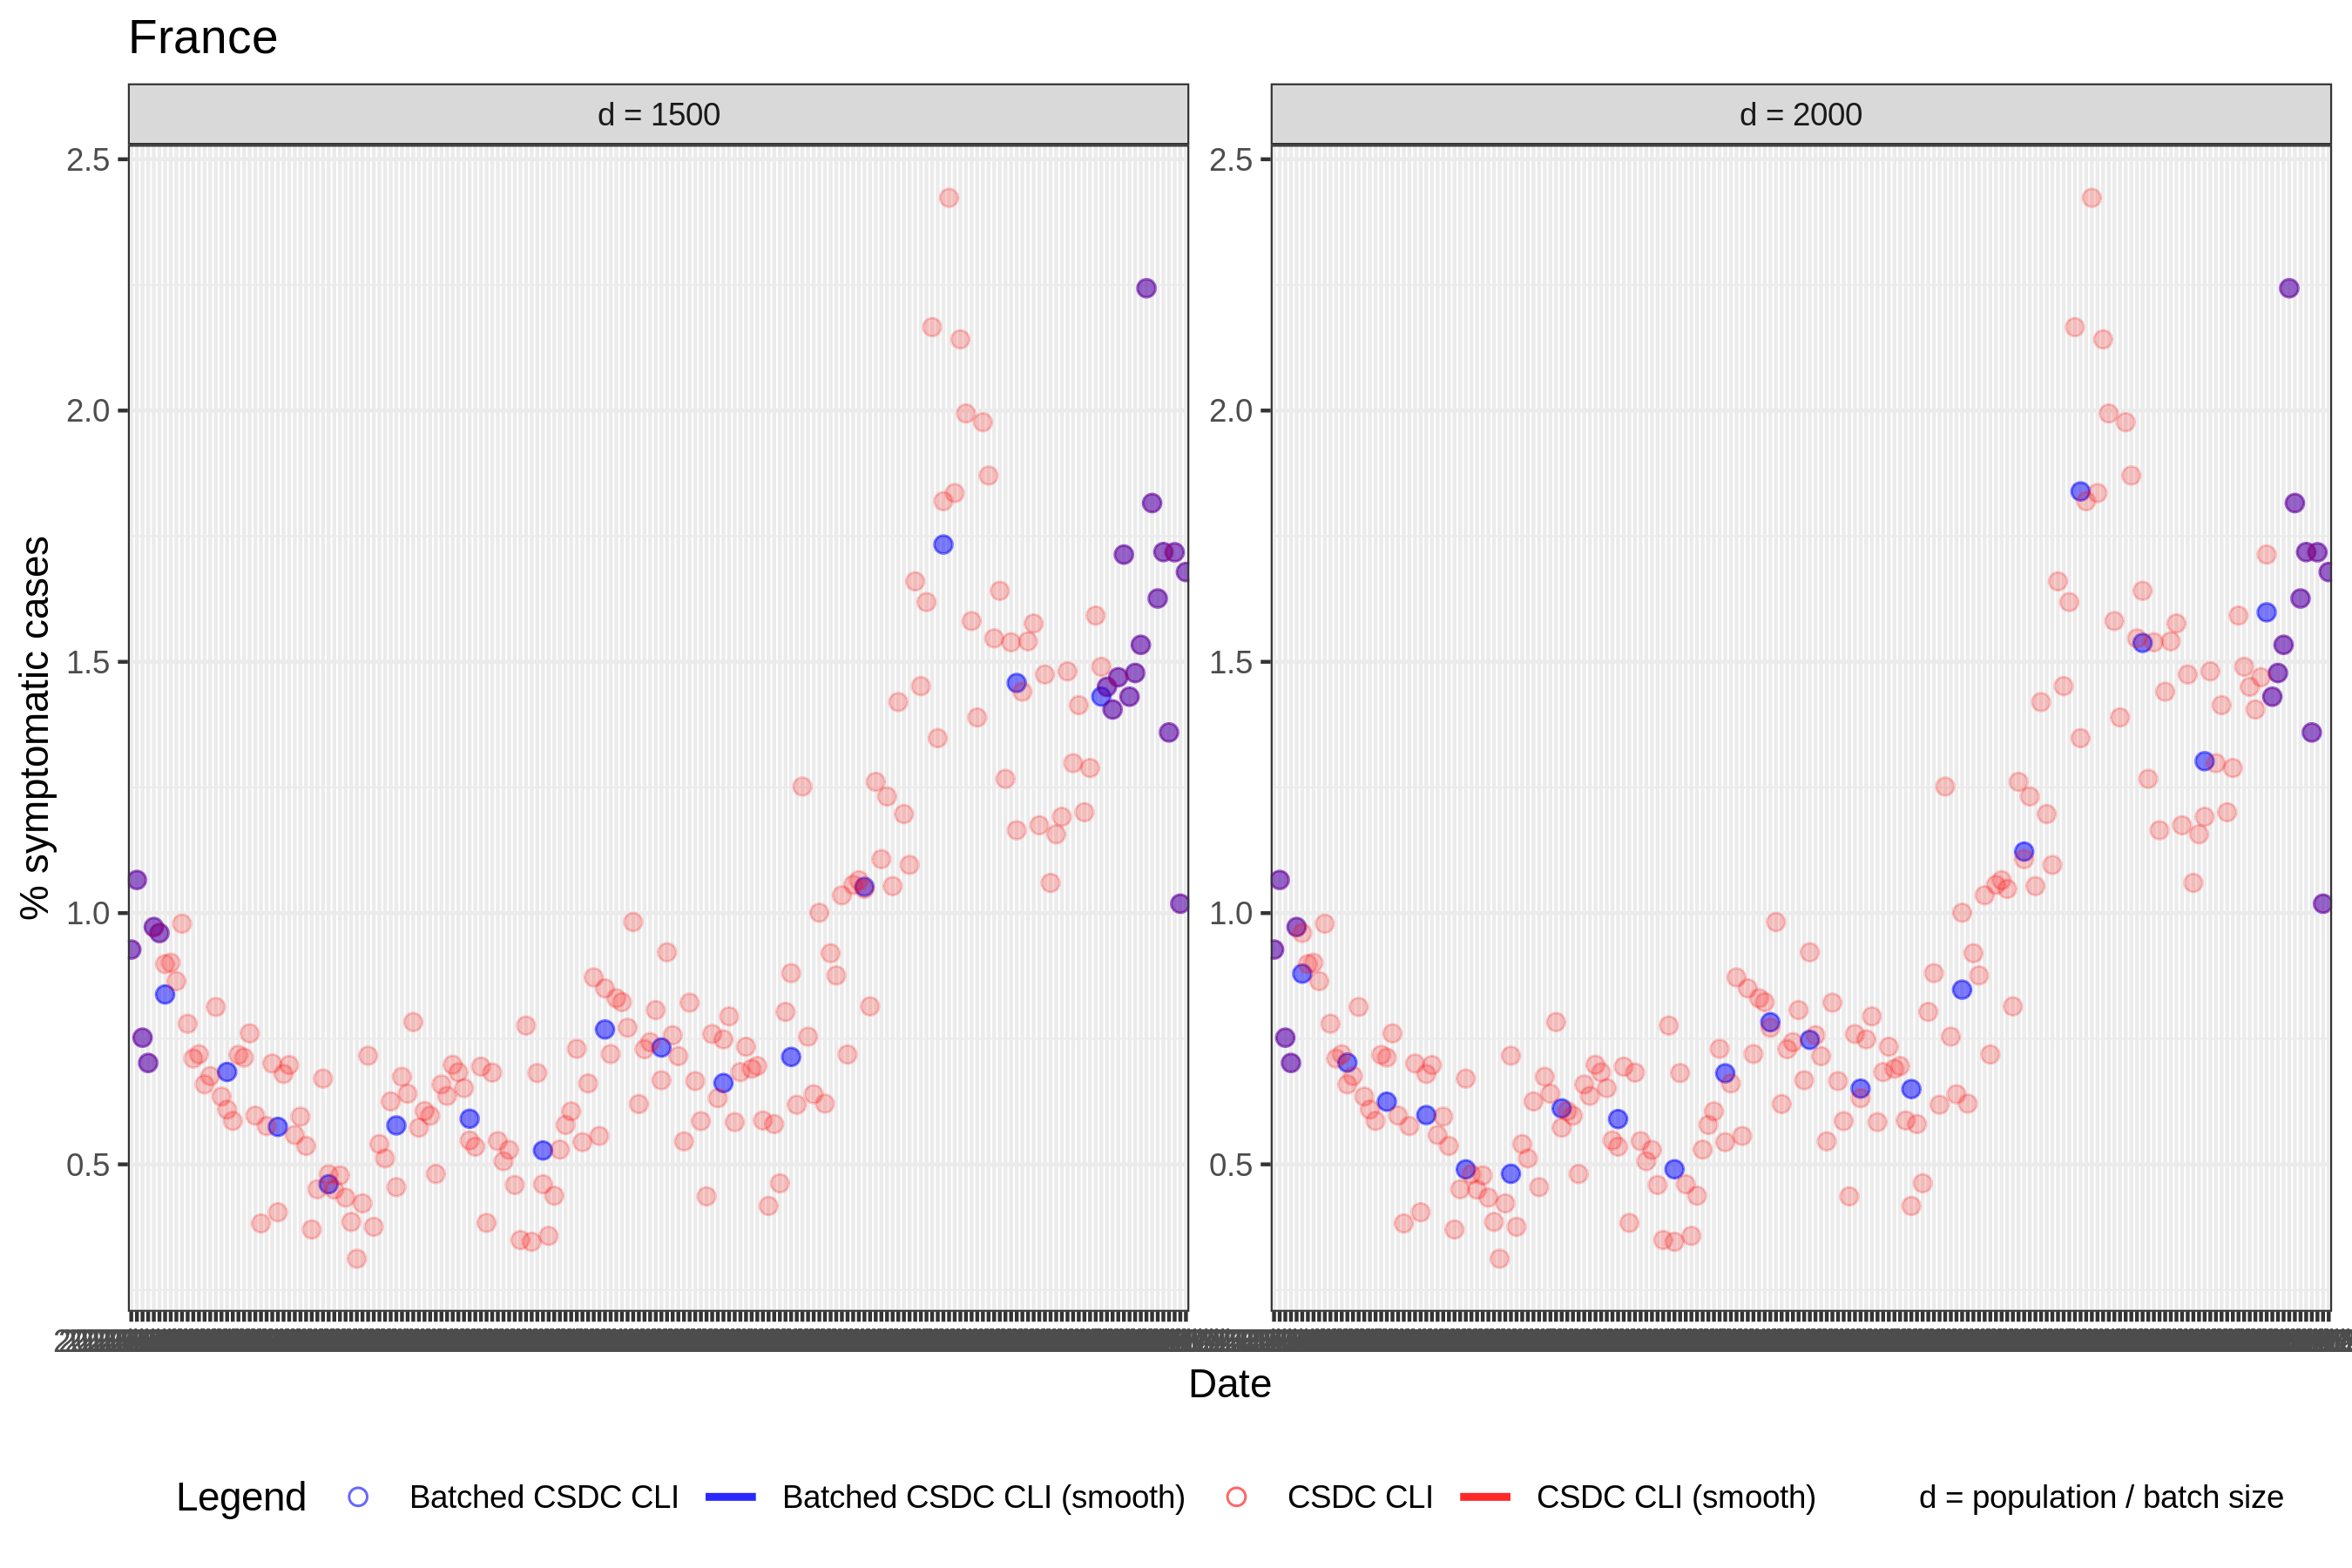 France
d = 1500
d = 2000
2.5
2.0
1.5
1.0
0.5
2.5
2.0
1.5
1.0
0.5
% symptomatic cases
Date
Legend
Batched CSDC CLI
Batched CSDC CLI (smooth)
CSDC CLI
CSDC CLI (smooth)
d = population / batch size